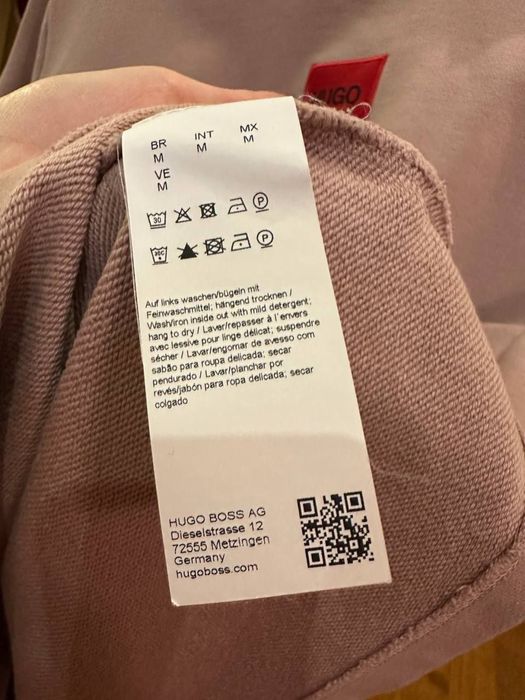 HUGO
BR
M
INT
M
MX
M
VE
M
30
P
30C
P
Auf links waschen/bügeln mit
Feinwaschmittel; hängend trocknen /
Wash/iron inside out with mild detergent;
hang to dry / Laver/repasser à l'envers
avec lessive pour linge délicat; suspendre
sécher / Lavar/engomar de avesso com
sabão para roupa delicada; secar
pendurado / Lavar/planchar por
revés/jabón para ropa delicada; secar
colgado
HUGO BOSS AG
Dieselstrasse 12
72555 Metzingen
Germany
hugoboss.com